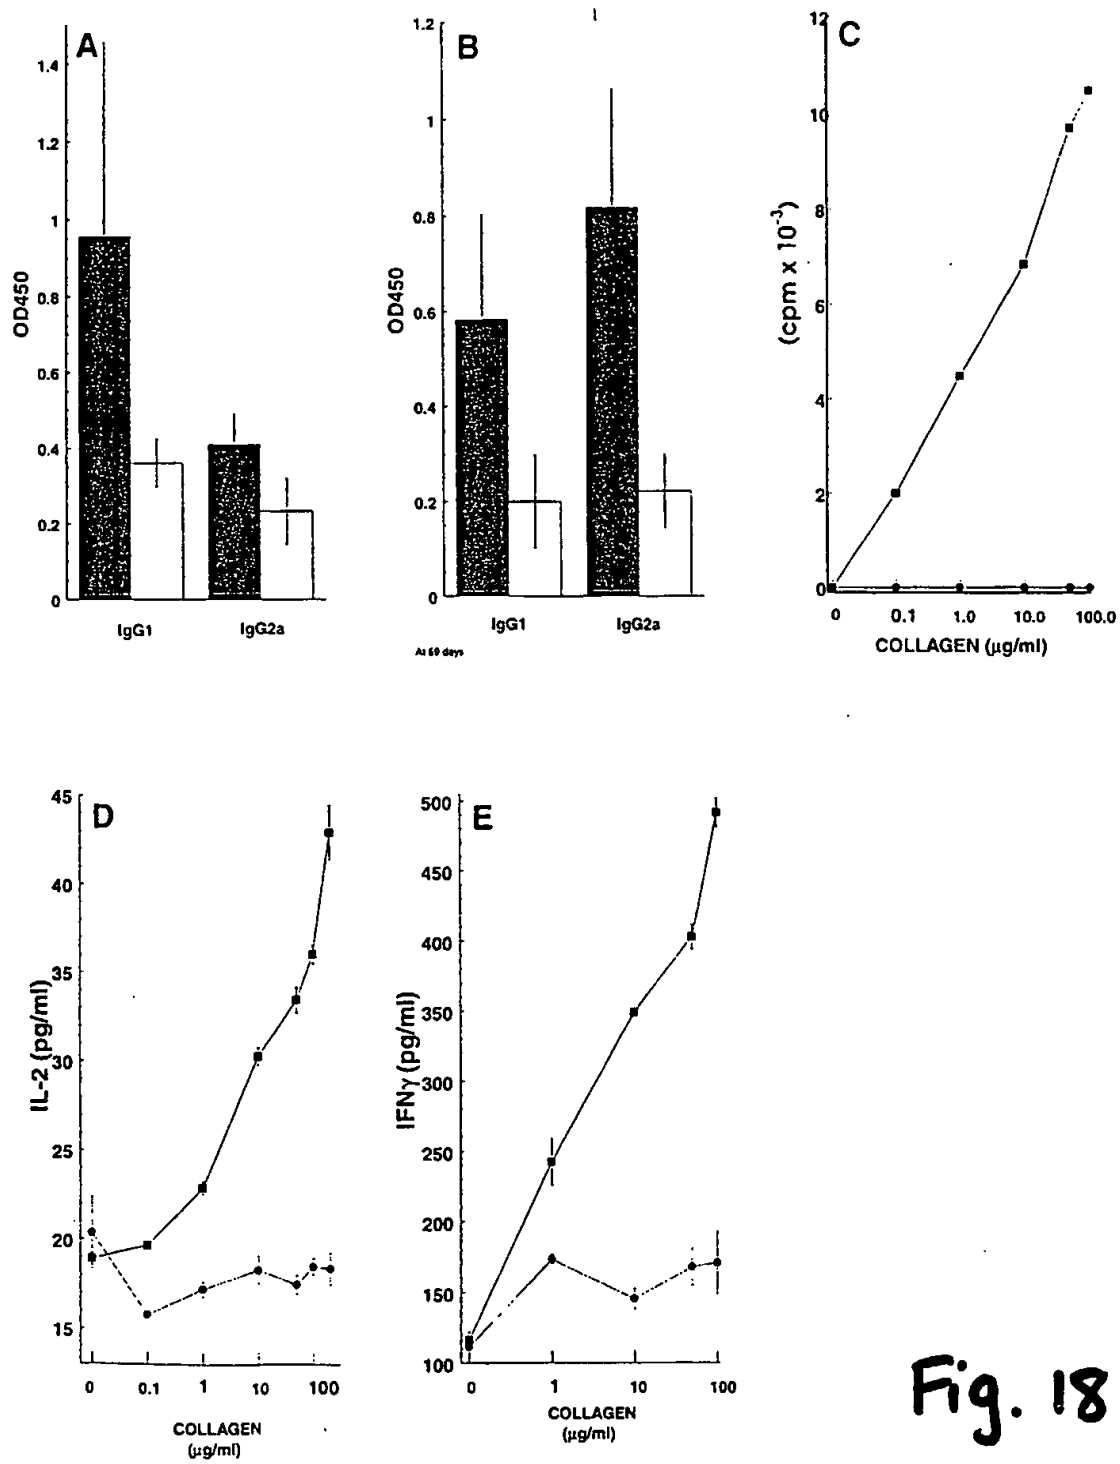 A
1.4
1.2
1
0.8
0.6
0.4
0.2
0
OD450
IgG1 IgG2a
B
1.2
1
0.8
0.6
0.4
0.2
0
OD450
IgG1 IgG2a
At 69 days
C
12
10
8
6
4
2
0
(cpm x 10⁻³)
0 0.1 1.0 10.0 100.0
COLLAGEN (μg/ml)
D
45
40
35
30
25
20
15
IL-2 (pg/ml)
0 0.1 1 10 100
COLLAGEN
(μg/ml)
E
500
450
400
350
300
250
200
150
100
IFNγ (pg/ml)
0 1 10 100
COLLAGEN
(μg/ml)
Fig. 18